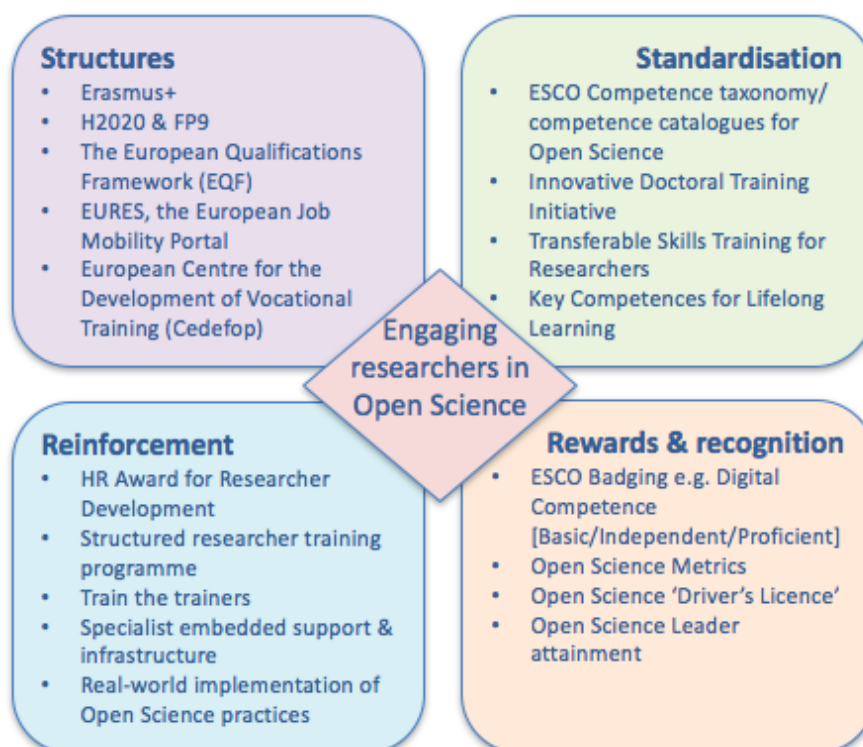 Structures
• Erasmus+
• H2020 & FP9
• The European Qualifications
Framework (EQF)
• EURES, the European Job
Mobility Portal
• European Centre for the
Development of Vocational
Training (Cedefop)
Standardisation
• ESCO Competence taxonomy/
competence catalogues for
Open Science
• Innovative Doctoral Training
Initiative
• Transferable Skills Training for
Researchers
• Key Competences for Lifelong
Learning
Engaging
researchers in
Open Science
Reinforcement
• HR Award for Researcher
Development
• Structured researcher training
programme
• Train the trainers
• Specialist embedded support &
infrastructure
• Real-world implementation of
Open Science practices
Rewards & recognition
• ESCO Badging e.g. Digital
Competence
[Basic/Independent/Proficient]
• Open Science Metrics
• Open Science ‘Driver’s Licence’
• Open Science Leader
attainment